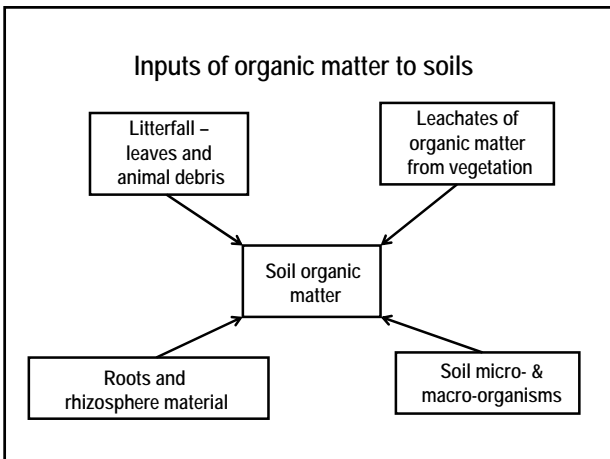 Inputs of organic matter to soils
Litterfall –
leaves and
animal debris
Leachates of
organic matter
from vegetation
Soil organic
matter
Roots and
rhizosphere material
Soil micro- &
macro-organisms